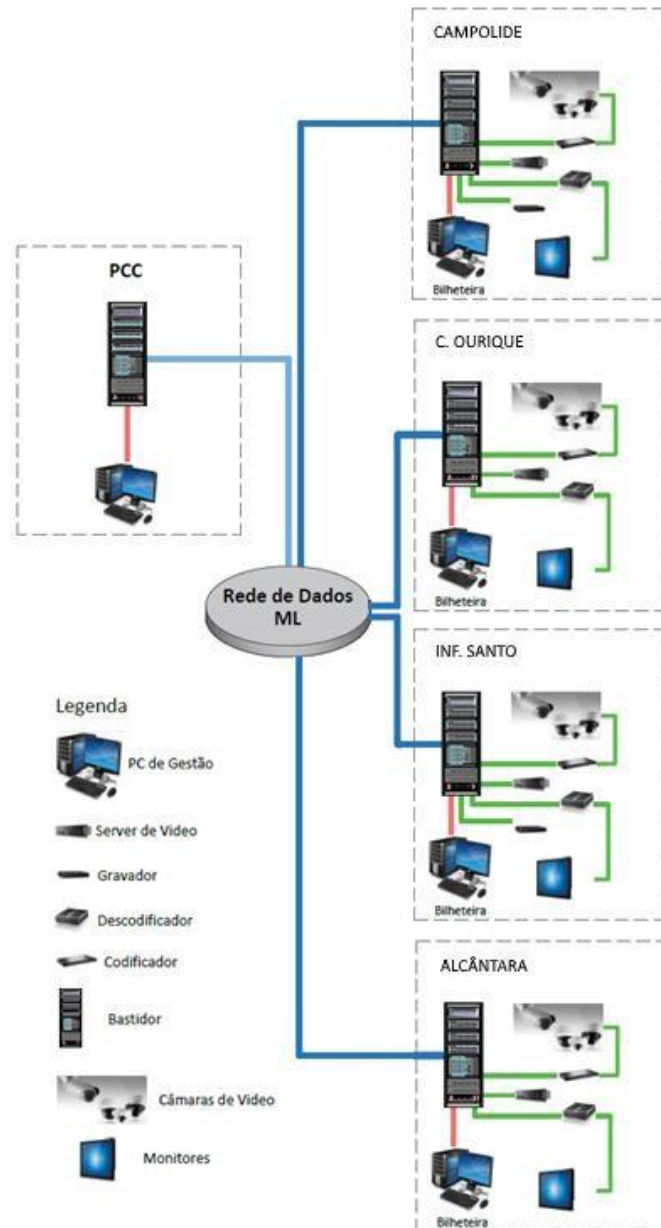 CAMPOLIDE
Bilheteira
PCC
C. OURIQUE
Bilheteira
Rede de Dados
ML
INF. SANTO
Bilheteira
Legenda
PC de Gestão
Server de Video
Gravador
Descodificador
Codificador
Bastidor
Câmaras de Video
Monitores
ALCÂNTARA
Bilheteira